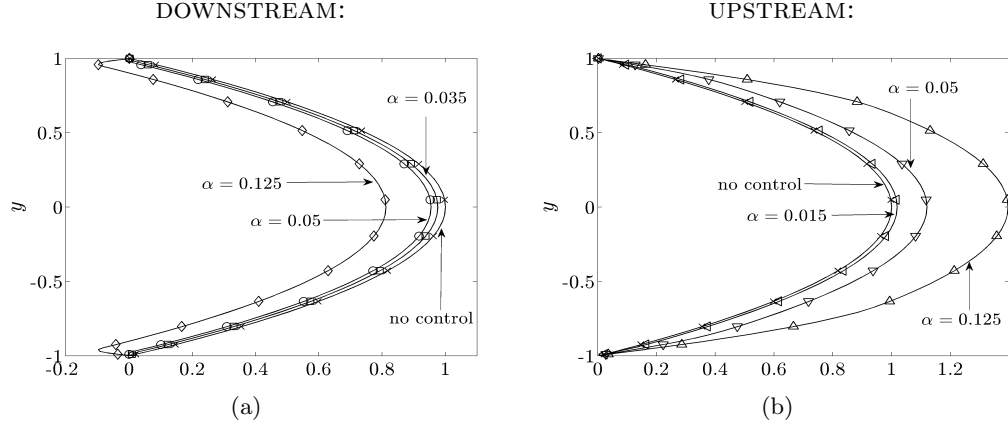 DOWNSTREAM:
UPSTREAM:
1
0.5
0
-0.5
-1
y
α = 0.035
α = 0.125
α = 0.05
no control
-0.2
0
0.2
0.4
0.6
0.8
1
(a)
1
0.5
0
-0.5
-1
y
α = 0.05
no control
α = 0.015
α = 0.125
0
0.2
0.4
0.6
0.8
1
1.2
(b)